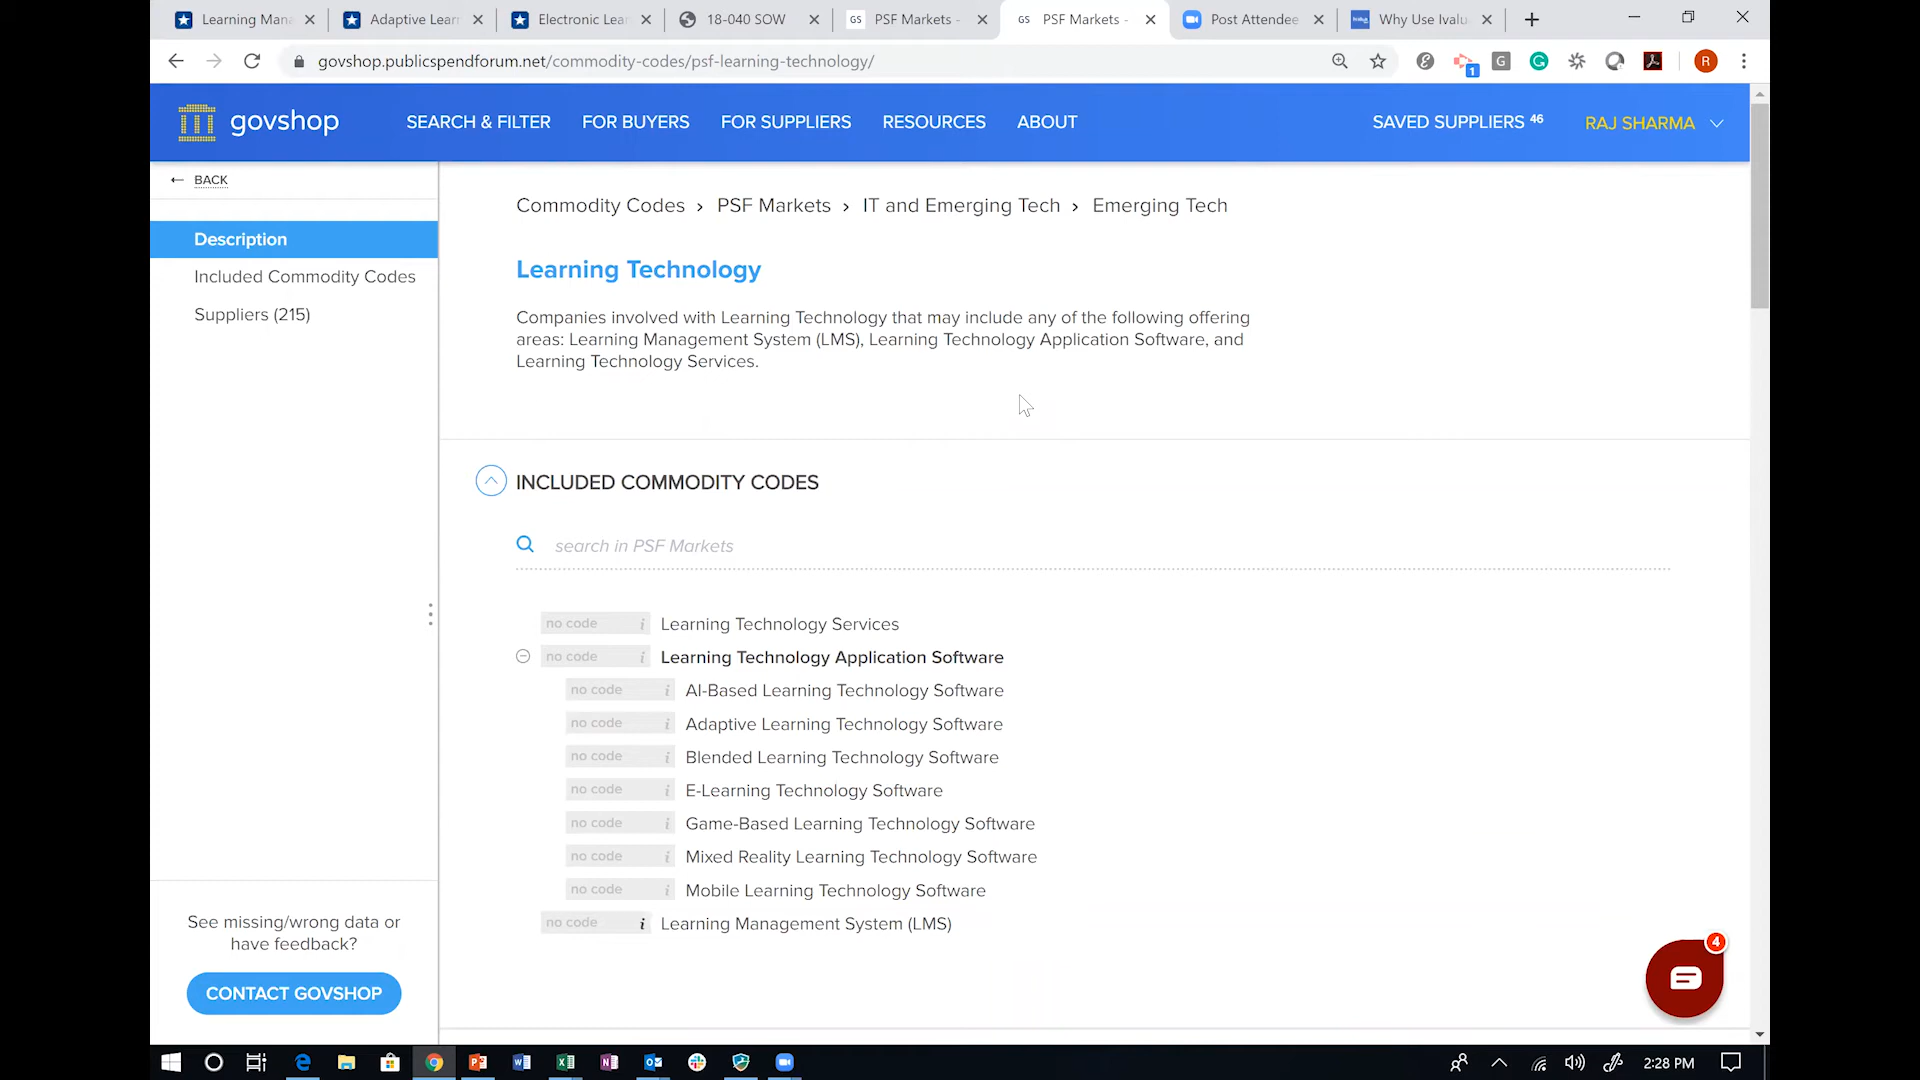 Learning Mana
Adaptive Learn
Electronic Lea
18-040 SOW
GS PSF Markets -
GS PSF Markets -
Post Attendee
Why Use Ivalu
govshop.publicspendforum.net/commodity-codes/psf-learning-technology/
1
G
R
govshop
SEARCH & FILTER
FOR BUYERS
FOR SUPPLIERS
RESOURCES
ABOUT
SAVED SUPPLIERS 46
RAJ SHARMA
← BACK
Description
Included Commodity Codes
Suppliers (215)
Commodity Codes › PSF Markets › IT and Emerging Tech › Emerging Tech
Learning Technology
Companies involved with Learning Technology that may include any of the following offering
areas: Learning Management System (LMS), Learning Technology Application Software, and
Learning Technology Services.
INCLUDED COMMODITY CODES
search in PSF Markets
no code i Learning Technology Services
no code i Learning Technology Application Software
no code i AI-Based Learning Technology Software
no code i Adaptive Learning Technology Software
no code i Blended Learning Technology Software
no code i E-Learning Technology Software
no code i Game-Based Learning Technology Software
no code i Mixed Reality Learning Technology Software
no code i Mobile Learning Technology Software
no code i Learning Management System (LMS)
See missing/wrong data or
have feedback?
CONTACT GOVSHOP
4
2:28 PM